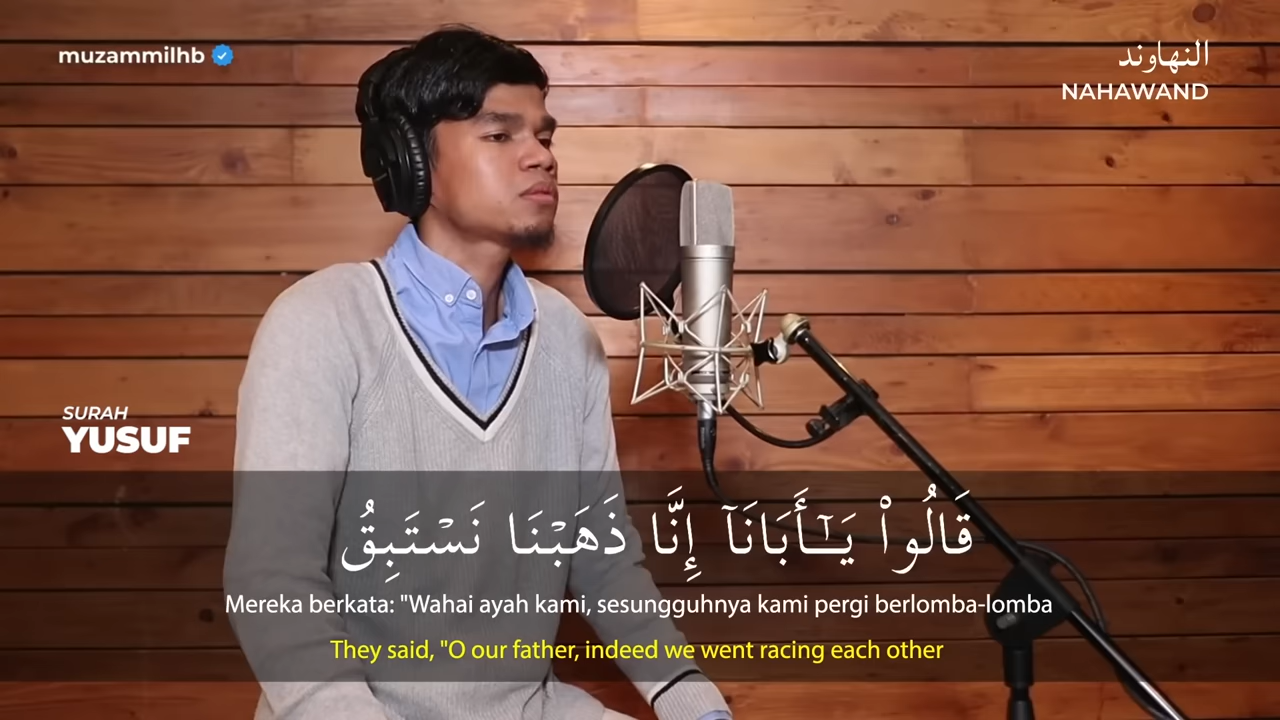 muzammilhb
النهاوند
NAHAWAND
SURAH
YUSUF
قَالُوا۟ يَـٰٓأَبَانَآ إِنَّا ذَهَبْنَا نَسْتَبِقُ
Mereka berkata: "Wahai ayah kami, sesungguhnya kami pergi berlomba-lomba
They said, "O our father, indeed we went racing each other